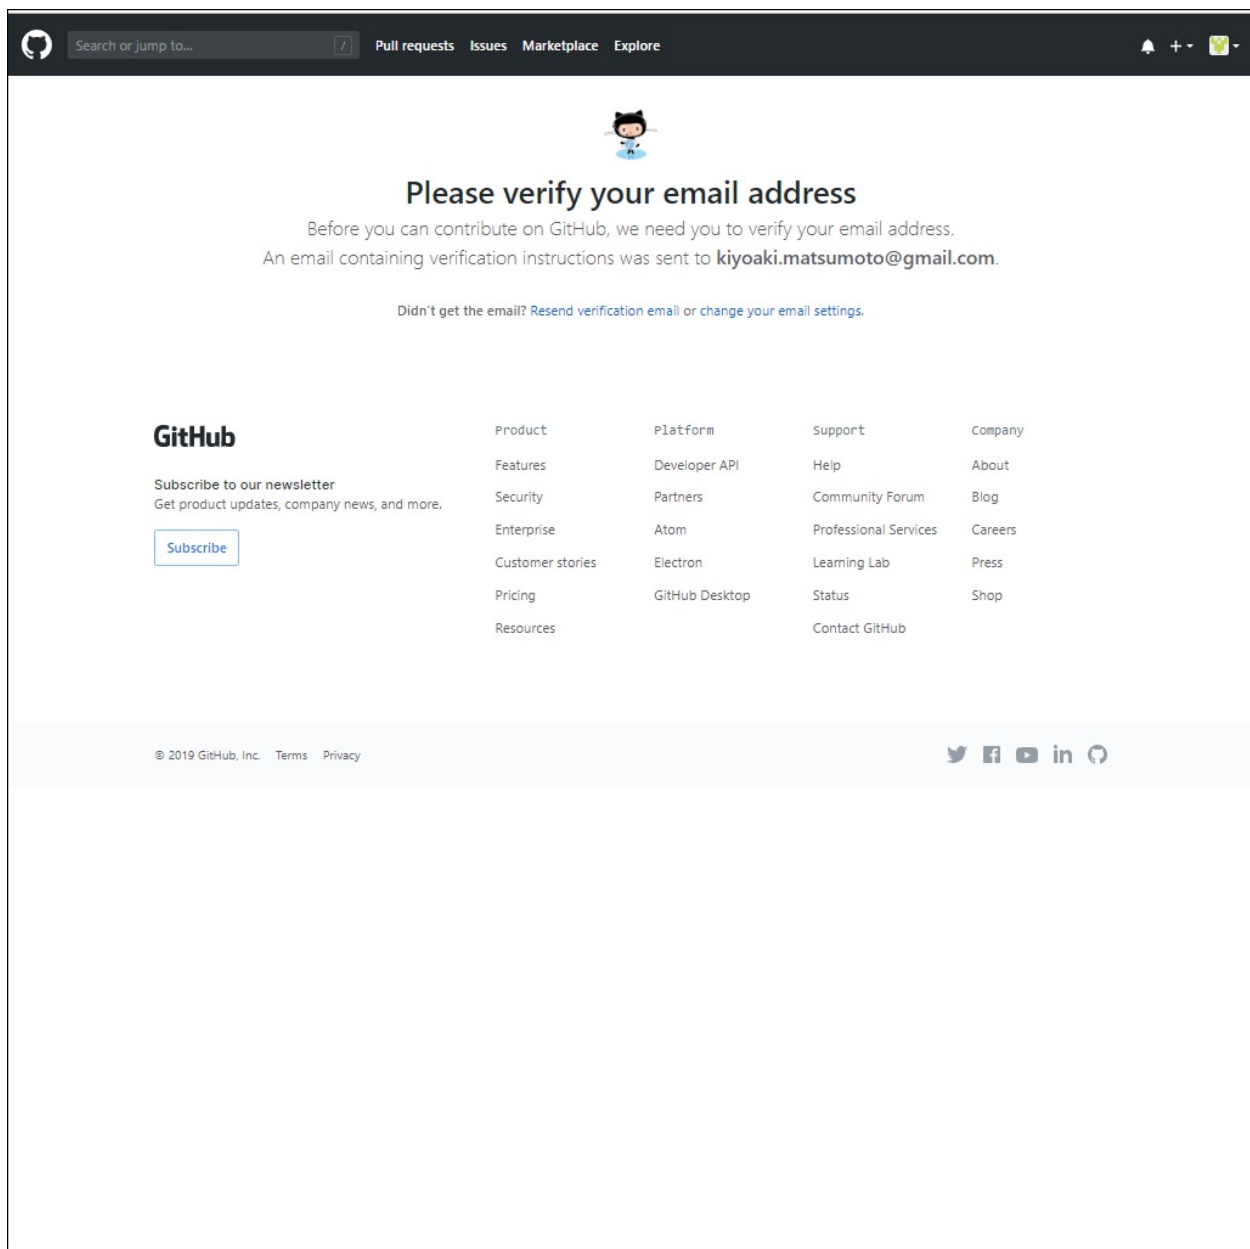 Search or jump to... /
Pull requests Issues Marketplace Explore
Please verify your email address
Before you can contribute on GitHub, we need you to verify your email address.
An email containing verification instructions was sent to kiyoaki.matsumoto@gmail.com.
Didn't get the email? Resend verification email or change your email settings.
GitHub
Subscribe to our newsletter
Get product updates, company news, and more.
Subscribe
Product
Features
Security
Enterprise
Customer stories
Pricing
Resources
Platform
Developer API
Partners
Atom
Electron
GitHub Desktop
Support
Help
Community Forum
Professional Services
Learning Lab
Status
Contact GitHub
Company
About
Blog
Careers
Press
Shop
© 2019 GitHub, Inc. Terms Privacy